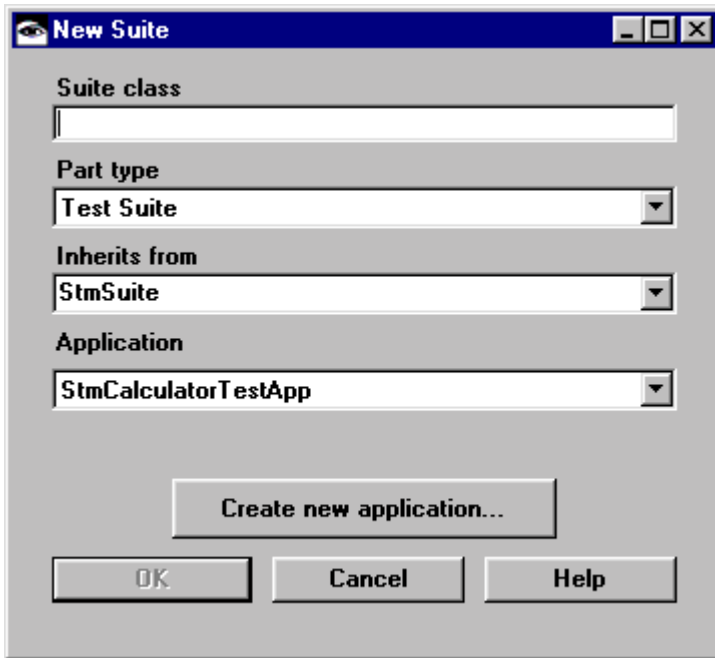 New Suite
Suite class
Part type
Test Suite
Inherits from
StmSuite
Application
StmCalculatorTestApp
Create new application...
OK Cancel Help